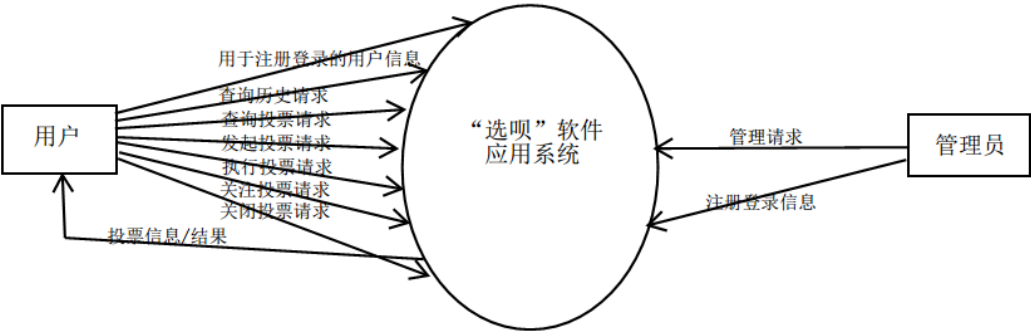 用于注册登录的用户信息
查询历史请求
查询投票请求
发起投票请求
执行投票请求
关注投票请求
关闭投票请求
投票信息/结果
用户
“选呗”软件
应用系统
管理请求
注册登录信息
管理员